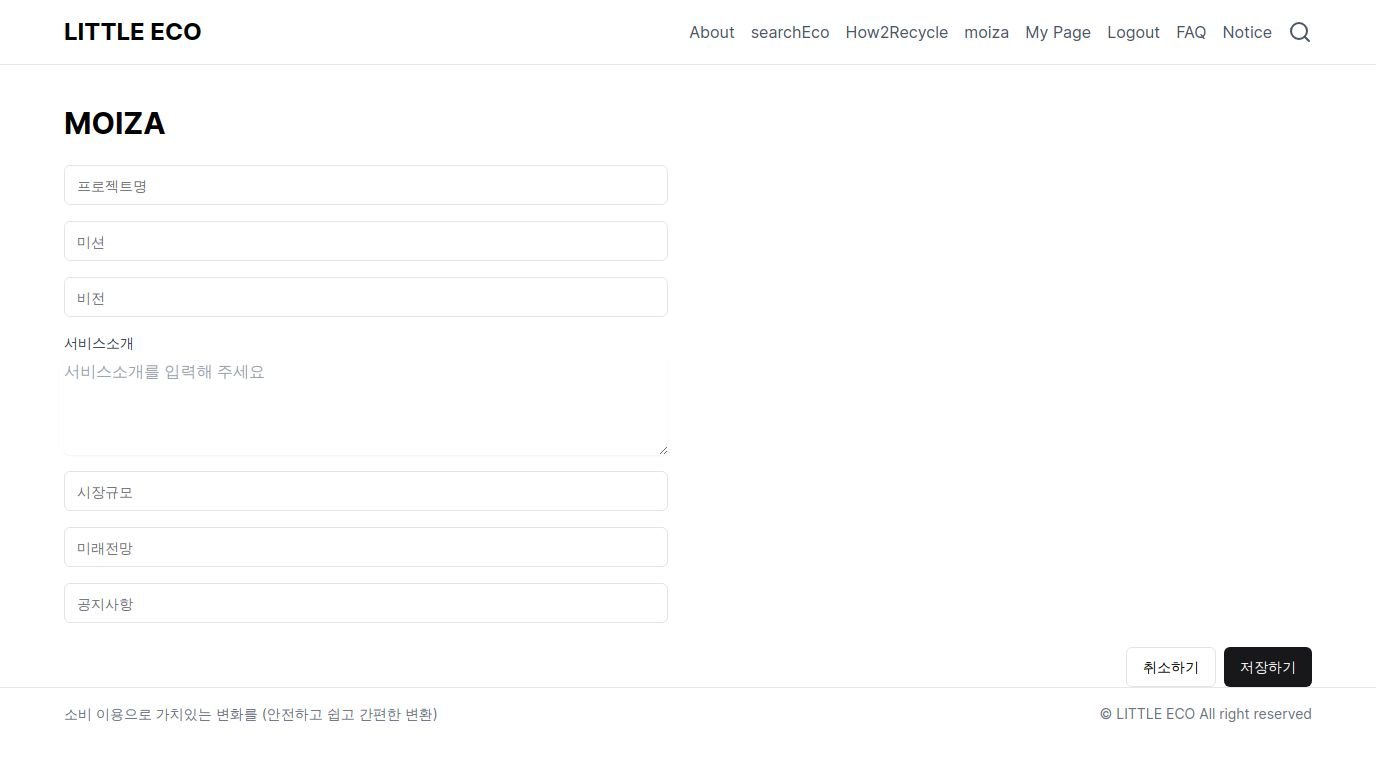 LITTLE ECO
About searchEco How2Recycle moiza My Page Logout FAQ Notice
MOIZA
프로젝트명
미션
비전
서비스소개
서비스소개를 입력해 주세요
시장규모
미래전망
공지사항
취소하기 저장하기
소비 이용으로 가치있는 변화를 (안전하고 쉽고 간편한 변환)
© LITTLE ECO All right reserved